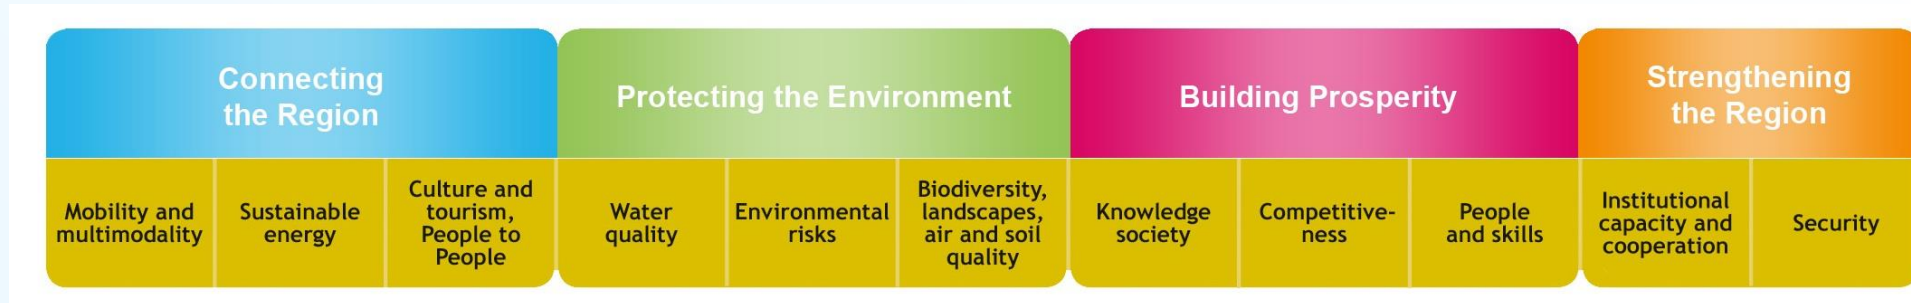 Connecting
the Region
Protecting the Environment
Building Prosperity
Strengthening
the Region
Mobility and
multimodality
Sustainable
energy
Culture and
tourism,
People to
People
Water
quality
Environmental
risks
Biodiversity,
landscapes,
air and soil
quality
Knowledge
society
Competitive-
ness
People
and skills
Institutional
capacity and
cooperation
Security